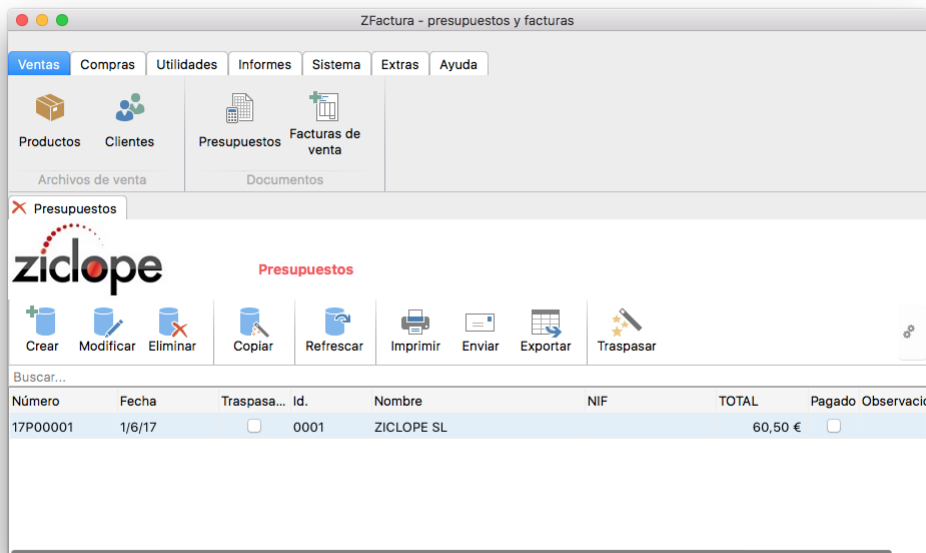 ZFactura - presupuestos y facturas
Ventas Compras Utilidades Informes Sistema Extras Ayuda
Productos Clientes Presupuestos Facturas de venta
Archivos de venta Documentos
Presupuestos
ziclope
Presupuestos
Crear Modificar Eliminar Copiar Refrescar Imprimir Enviar Exportar Traspasar
Buscar...
Número Fecha Traspasa... Id. Nombre NIF TOTAL Pagado Observacio
17P00001 1/6/17 0001 ZICLOPE SL 60,50 €